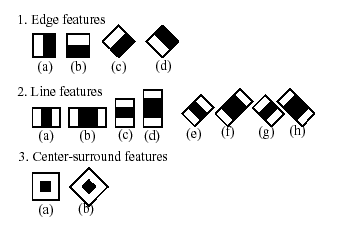 1. Edge features
(a) (b) (c) (d)
2. Line features
(a) (b) (c) (d) (e) (f) (g) (h)
3. Center-surround features
(a) (b)